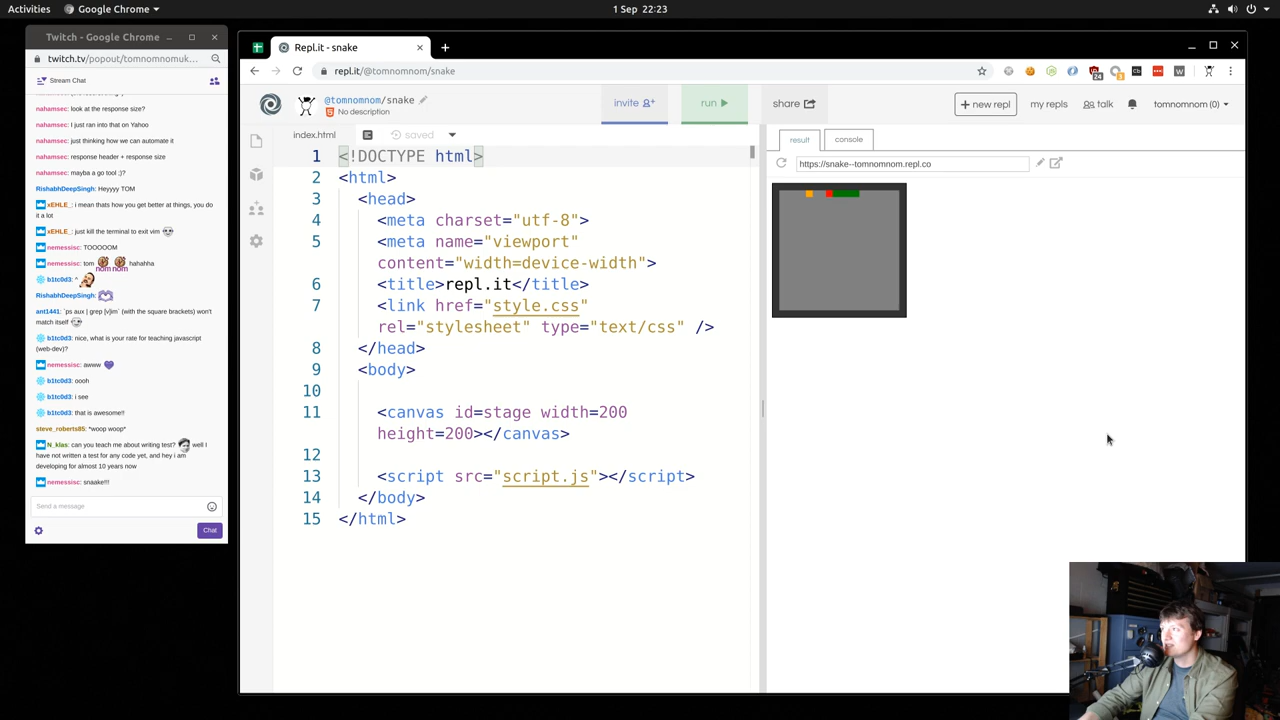 Activities
Google Chrome
1 Sep 22:23
Twitch - Google Chrome
twitch.tv/popout/tomnomnomuk...
Stream Chat
nahamsec: look at the response size?
nahamsec: I just ran into that on Yahoo
nahamsec: just thinking how we can automate it
nahamsec: response header + response size
nahamsec: maybe a go tool ;)?
RishabhDeepSingh: Heyyyy TOM
xEHLE_: i mean thats how you get better at things, you do
it a lot
xEHLE_: just kill the terminal to exit vim
nemessisc: TOOOOOM
nemessisc: tom hahahha
nom nom
b1tc0d3: ^
RishabhDeepSingh:
ant1441: `ps aux | grep [v]im` (with the square brackets) won't
match itself
b1tc0d3: nice, what is your rate for teaching javascript
(web-dev)?
nemessisc: awww
b1tc0d3: oooh
b1tc0d3: i see
b1tc0d3: that is awesome!!
steve_roberts85: *woop woop*
N_klas: can you teach me about writing test? well I
have not written a test for any code yet, and hey i am
developing for almost 10 years now
nemessisc: snaake!!!
Send a message
Chat
Repl.it - snake
repl.it/@tomnomnom/snake
24
3
Cb
W
@tomnomnom/snake
No description
invite
run
share
new repl
my repls
talk
tomnomnom (0)
index.html
saved
1 <!DOCTYPE html>
2 <html>
3 <head>
4 <meta charset="utf-8">
5 <meta name="viewport"
content="width=device-width">
6 <title>repl.it</title>
7 <link href="style.css"
rel="stylesheet" type="text/css" />
8 </head>
9 <body>
10
11 <canvas id=stage width=200
height=200></canvas>
12
13 <script src="script.js"></script>
14 </body>
15 </html>
result
console
https://snake--tomnomnom.repl.co